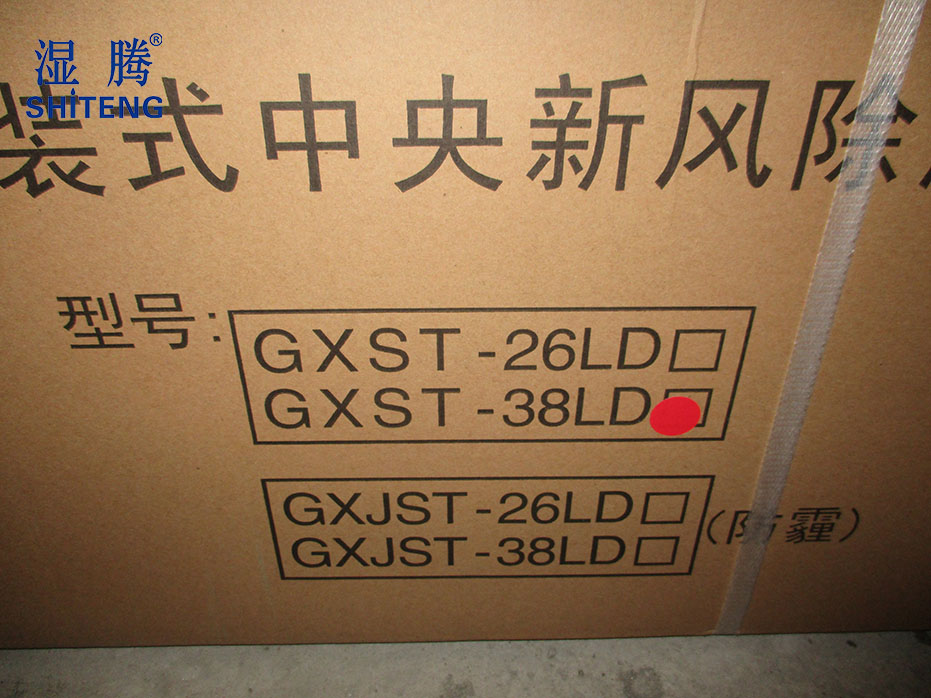 湿腾®
SHiTENG
装式中央新风除
型号:
GXST-26LD□
GXST-38LD□
GXJST-26LD□
GXJST-38LD□
(防霾)